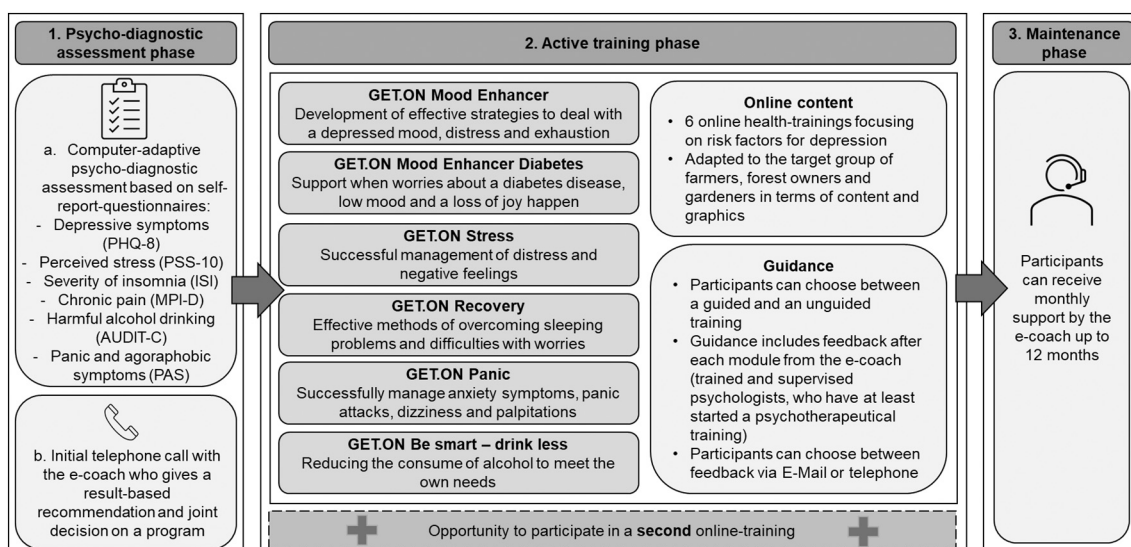 1. Psycho-diagnostic
assessment phase
a. Computer-adaptive
psycho-diagnostic
assessment based on self-
report-questionnaires:
- Depressive symptoms
(PHQ-8)
- Perceived stress (PSS-10)
- Severity of insomnia (ISI)
- Chronic pain (MPI-D)
- Harmful alcohol drinking
(AUDIT-C)
- Panic and agoraphobic
symptoms (PAS)
b. Initial telephone call with
the e-coach who gives a
result-based
recommendation and joint
decision on a program
2. Active training phase
GET.ON Mood Enhancer
Development of effective strategies to deal with
a depressed mood, distress and exhaustion
GET.ON Mood Enhancer Diabetes
Support when worries about a diabetes disease,
low mood and a loss of joy happen
GET.ON Stress
Successful management of distress and
negative feelings
GET.ON Recovery
Effective methods of overcoming sleeping
problems and difficulties with worries
GET.ON Panic
Successfully manage anxiety symptoms, panic
attacks, dizziness and palpitations
GET.ON Be smart – drink less
Reducing the consume of alcohol to meet the
own needs
Online content
• 6 online health-trainings focusing
on risk factors for depression
• Adapted to the target group of
farmers, forest owners and
gardeners in terms of content and
graphics
Guidance
• Participants can choose between
a guided and an unguided
training
• Guidance includes feedback after
each module from the e-coach
(trained and supervised
psychologists, who have at least
started a psychotherapeutical
training)
• Participants can choose between
feedback via E-Mail or telephone
Opportunity to participate in a second online-training
3. Maintenance
phase
Participants
can receive
monthly
support by the
e-coach up to
12 months